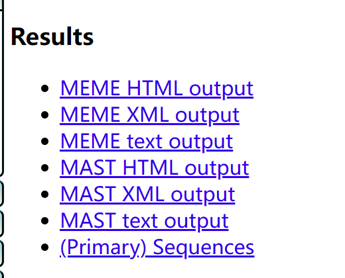 Results
MEME HTML output
MEME XML output
MEME text output
MAST HTML output
MAST XML output
MAST text output
(Primary) Sequences